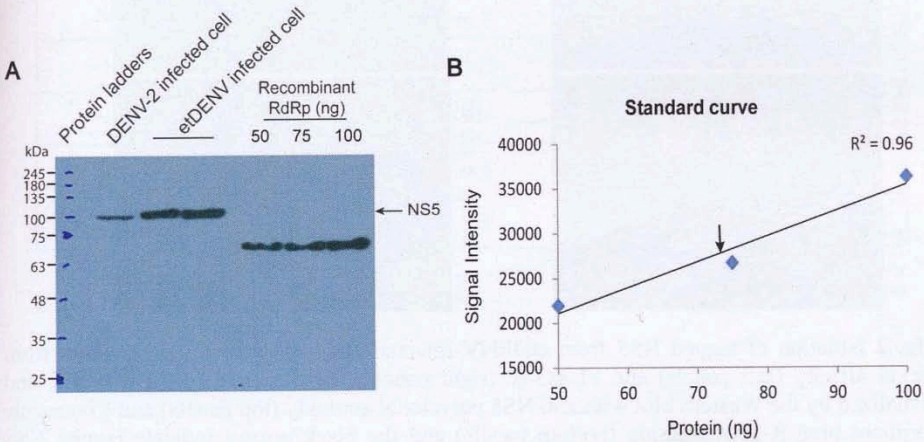 A
Protein ladders
DENV-2 infected cell
etDENV infected cell
Recombinant
RdRp (ng)
50 75 100
kDa
245
180
135
100
75
63
48
35
25
NS5
B
Standard curve
R² = 0.96
40000
35000
30000
25000
20000
15000
Signal Intensity
50 60 70 80 90 100
Protein (ng)